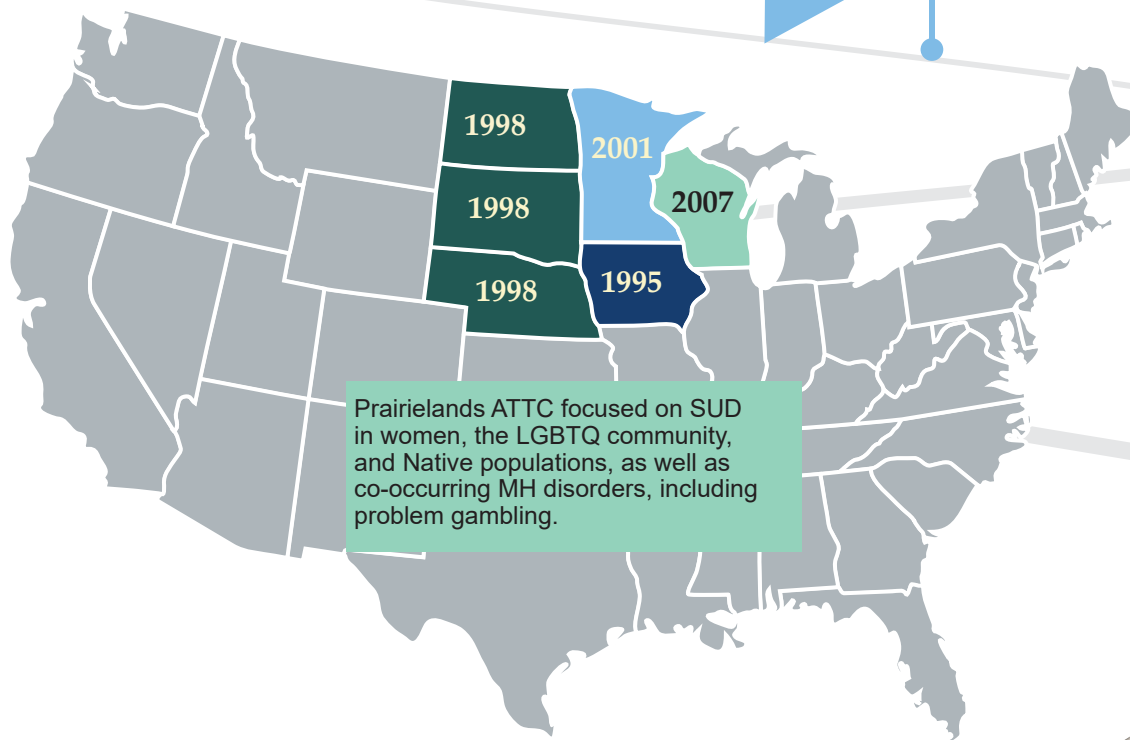 1998
2001
2007
1998
1998
1995
Prairielands ATTC focused on SUD
in women, the LGBTQ community,
and Native populations, as well as
co-occurring MH disorders, including
problem gambling.